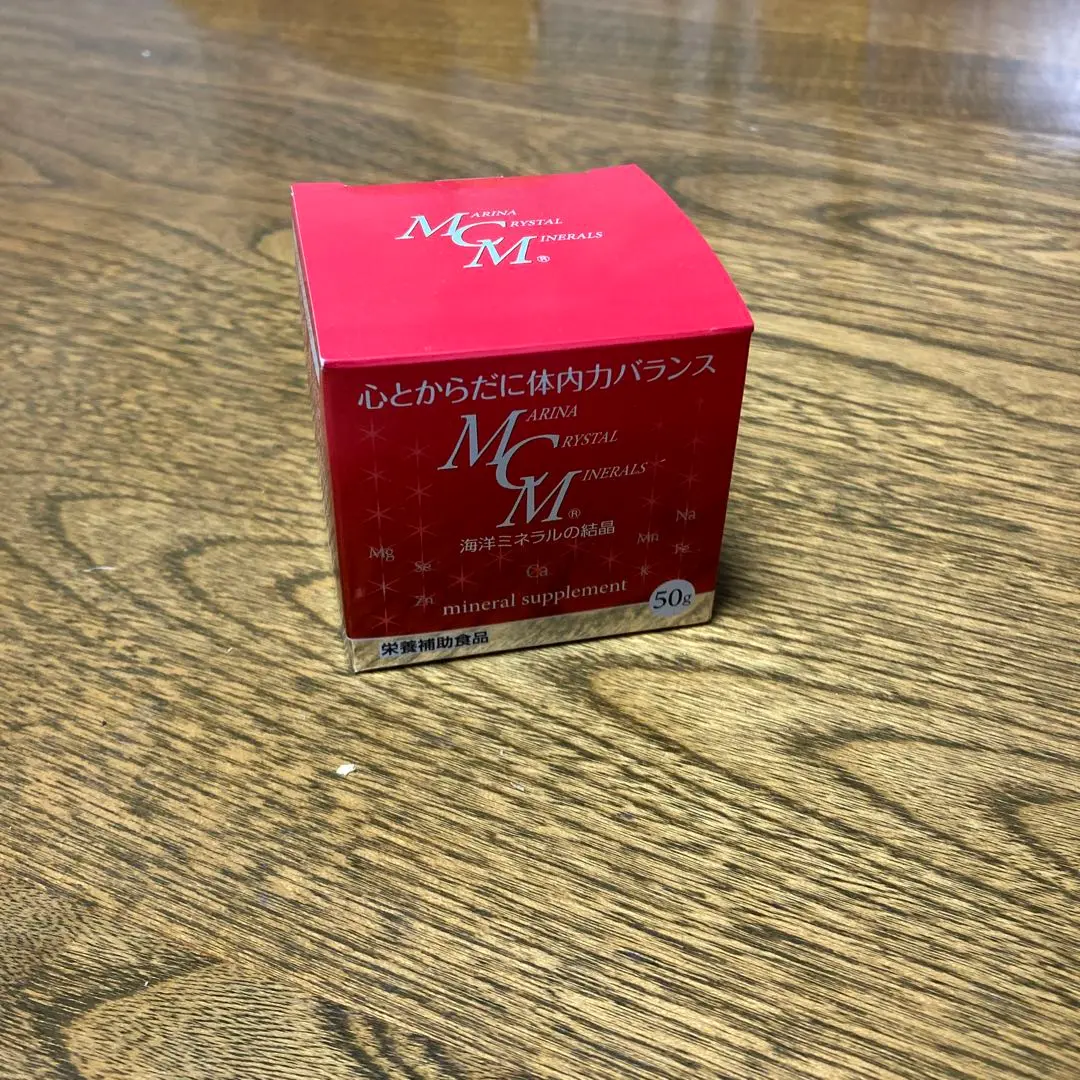 MARINA
CRYSTAL
MINERALS®
心とからだに体内力バランス
MARINA
CRYSTAL
MINERALS®
海洋ミネラルの結晶
Na
Mg Mn
Se Fe
Ca K
Zn
mineral supplement
50g
栄養補助食品